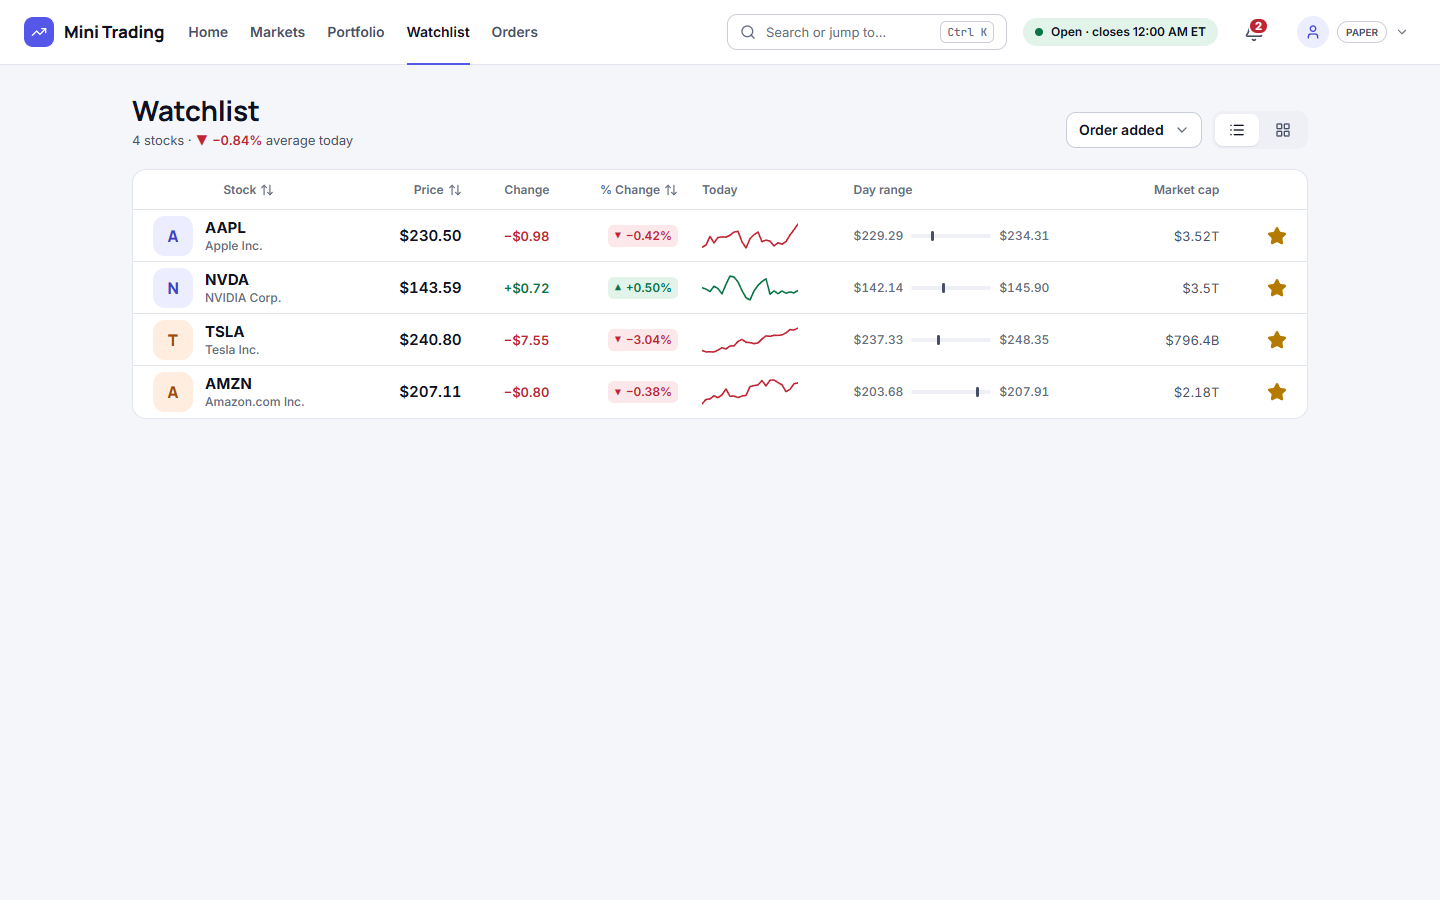 Mini Trading Home Markets Portfolio Watchlist Orders Search or jump to... Ctrl K Open · closes 12:00 AM ET 2 PAPER
Watchlist
4 stocks · ▼ −0.84% average today
Order added
Stock Price Change % Change Today Day range Market cap
A AAPL Apple Inc. $230.50 −$0.98 ▼ −0.42% $229.29 $234.31 $3.52T
N NVDA NVIDIA Corp. $143.59 +$0.72 ▲ +0.50% $142.14 $145.90 $3.5T
T TSLA Tesla Inc. $240.80 −$7.55 ▼ −3.04% $237.33 $248.35 $796.4B
A AMZN Amazon.com Inc. $207.11 −$0.80 ▼ −0.38% $203.68 $207.91 $2.18T